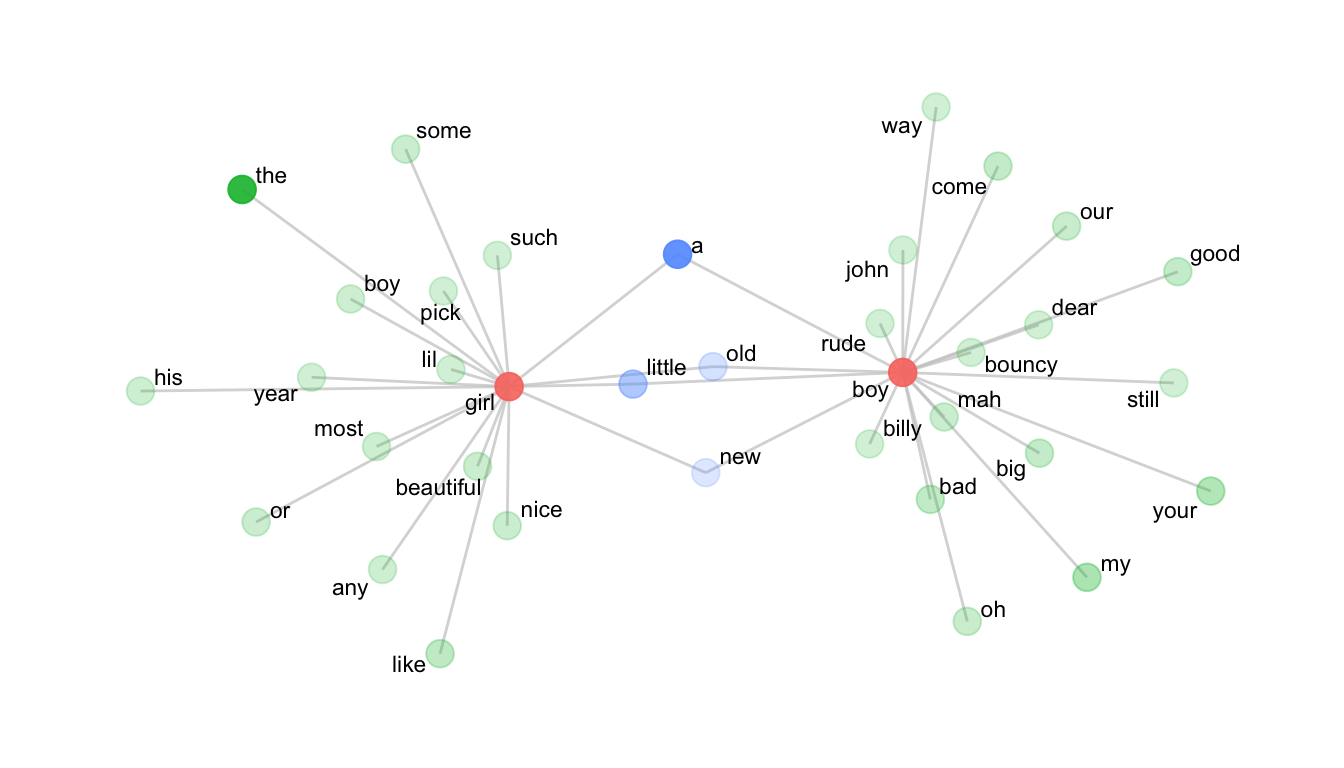 way
some
the
come
our
such
a
good
john
boy
dear
pick
rude
old
lil
little
bouncy
his
year
boy
still
girl
mah
most
billy
new
big
beautiful
bad
or
nice
your
my
any
oh
like